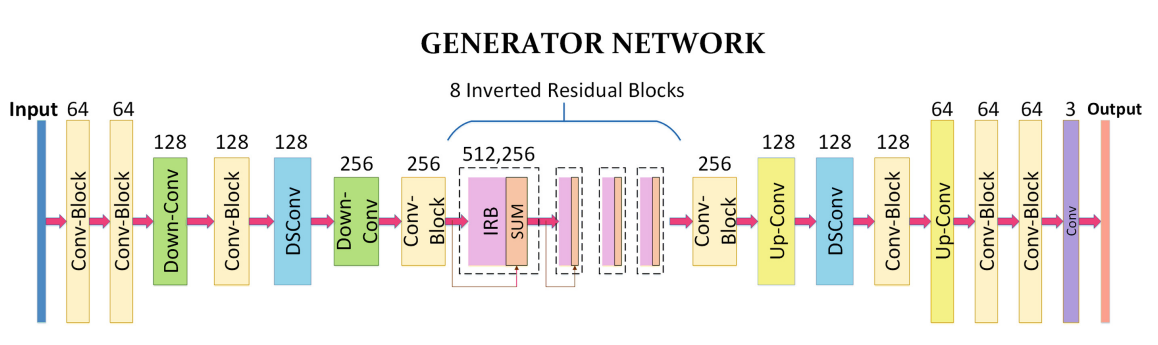 GENERATOR NETWORK
8 Inverted Residual Blocks
Input
64
64
128
128
128
256
256
512,256
256
128
128
128
64
64
64
3
Output
Conv-Block
Conv-Block
Down-Conv
Conv-Block
DSConv
Down-
Conv
Conv-
Block
IRB
SUM
Conv-
Block
Up-Conv
DSConv
Conv-Block
Up-Conv
Conv-Block
Conv-Block
Conv